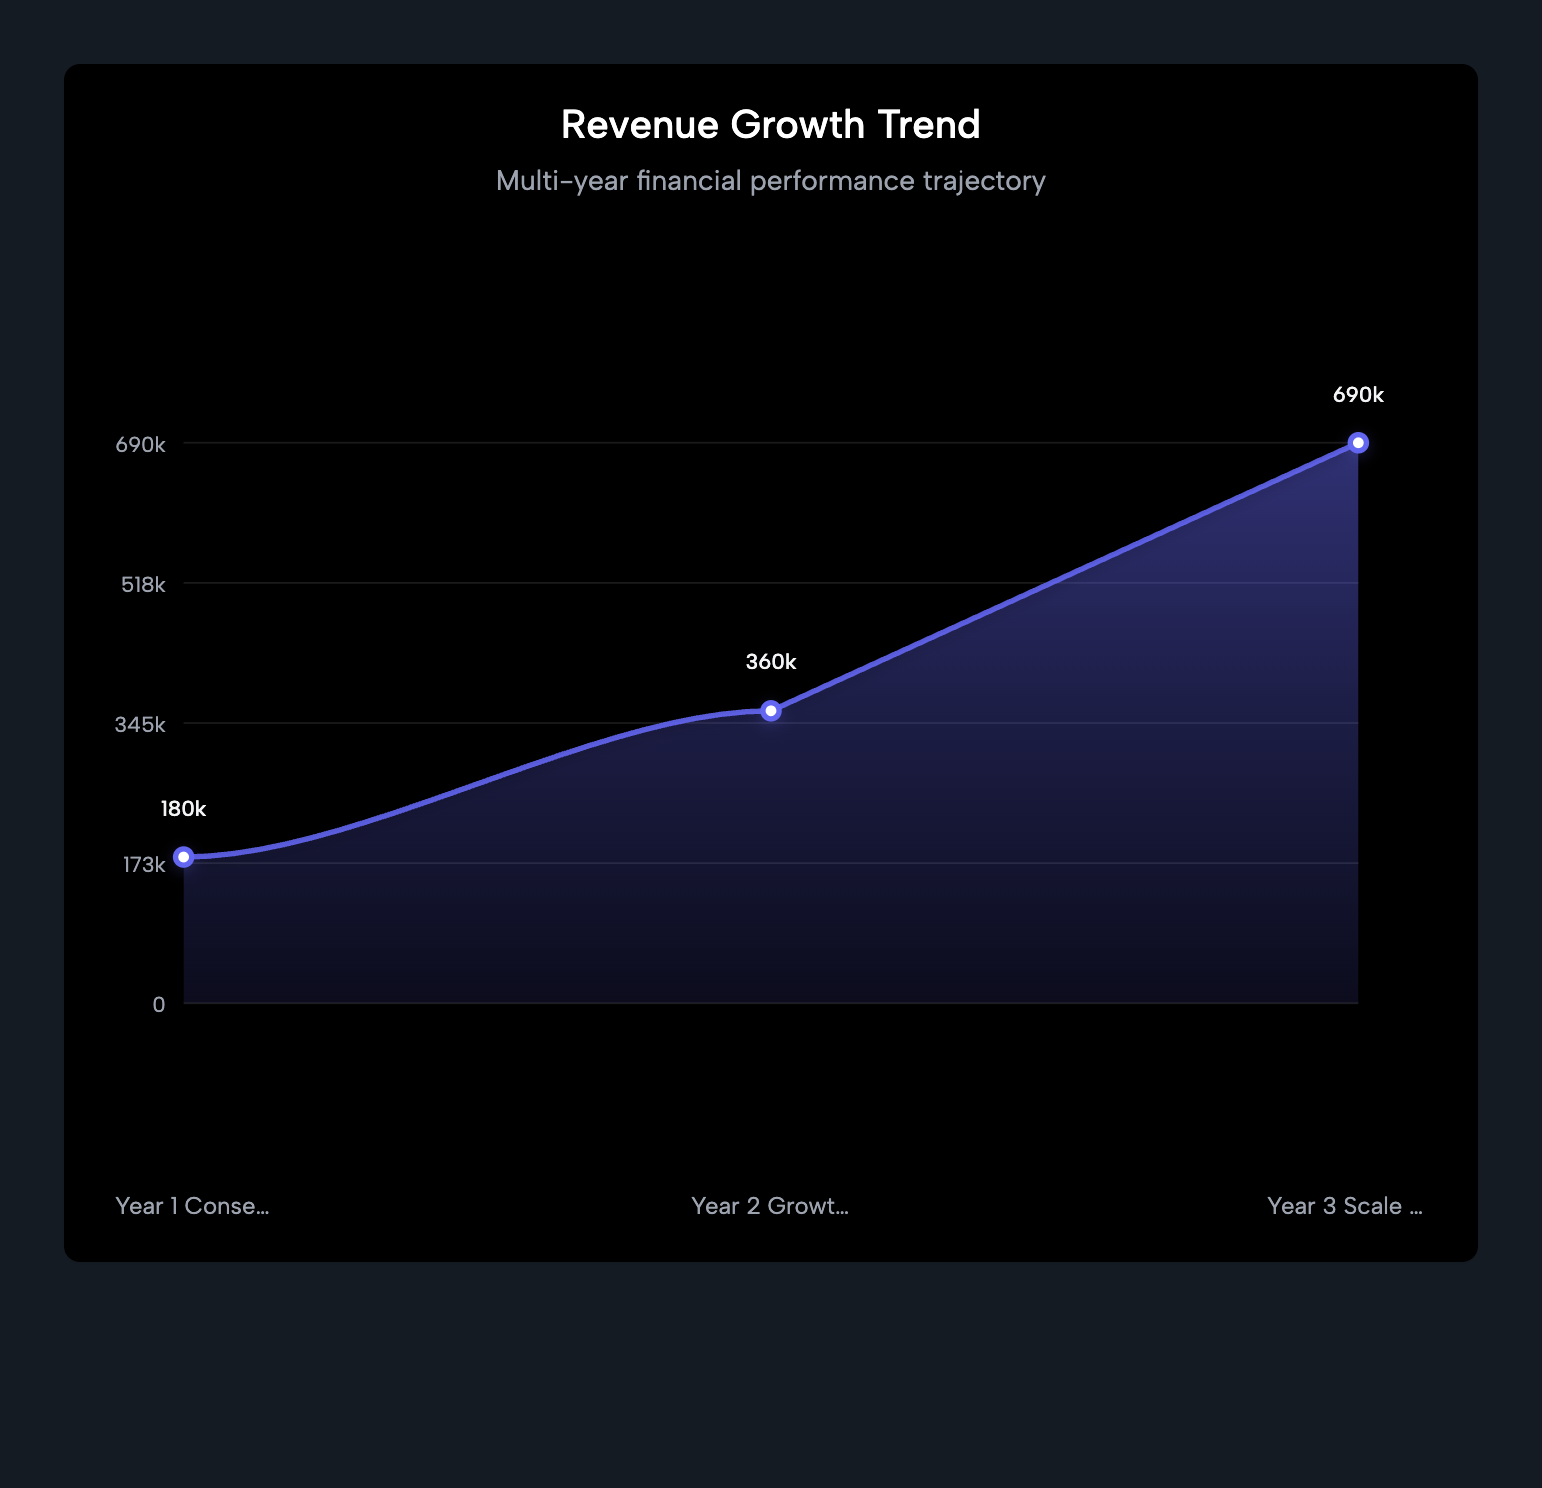 Revenue Growth Trend
Multi-year financial performance trajectory
690k
690k
518k
360k
345k
180k
173k
0
Year 1 Conse...
Year 2 Growt...
Year 3 Scale ...